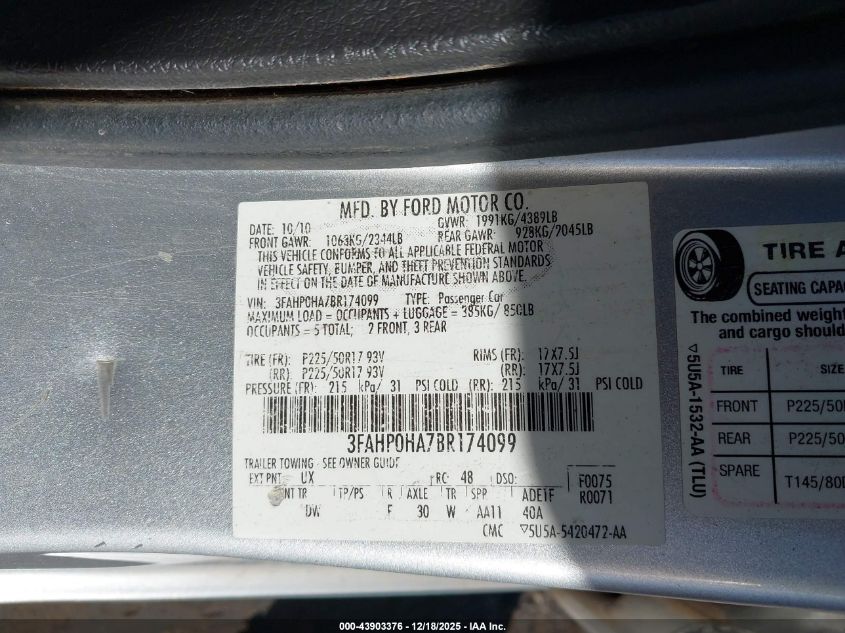 MFD. BY FORD MOTOR CO.
DATE: 10/10 GVWR: 1991KG/4389LB
FRONT GAWR: 1063KG/2344LB REAR GAWR: 928KG/2045LB
THIS VEHICLE CONFORMS TO ALL APPLICABLE FEDERAL MOTOR
VEHICLE SAFETY, BUMPER, AND THEFT PREVENTION STANDARDS
IN EFFECT ON THE DATE OF MANUFACTURE SHOWN ABOVE.
VIN: 3FAHP0HA7BR174099 TYPE: Passenger Car
MAXIMUM LOAD = OCCUPANTS + LUGGAGE = 385KG/ 850LB
OCCUPANTS = 5 TOTAL; 2 FRONT, 3 REAR
TIRE (FR): P225/50R17 93V RIMS (FR): 17X7.5J
(RR): P225/50R17 93V (RR): 17X7.5J
PRESSURE (FR): 215 kPa/ 31 PSI COLD (RR): 215 kPa/ 31 PSI COLD
3FAHP0HA7BR174099
TRAILER TOWING - SEE OWNER GUIDE
EXT PNT: UX RC: 48 DSO: F0075
INT TR TP/PS R AXLE TR SPR ADE1F R0071
DW F 30 W AA11 40A
CMC ▽5U5A-5420472-AA
TIRE A
SEATING CAPAC
The combined weight
and cargo should
▽5U5A-1532-AA (TLU)
TIRE SIZE
FRONT P225/50
REAR P225/50
SPARE T145/80
000-43903376 - 12/18/2025 - IAA Inc.